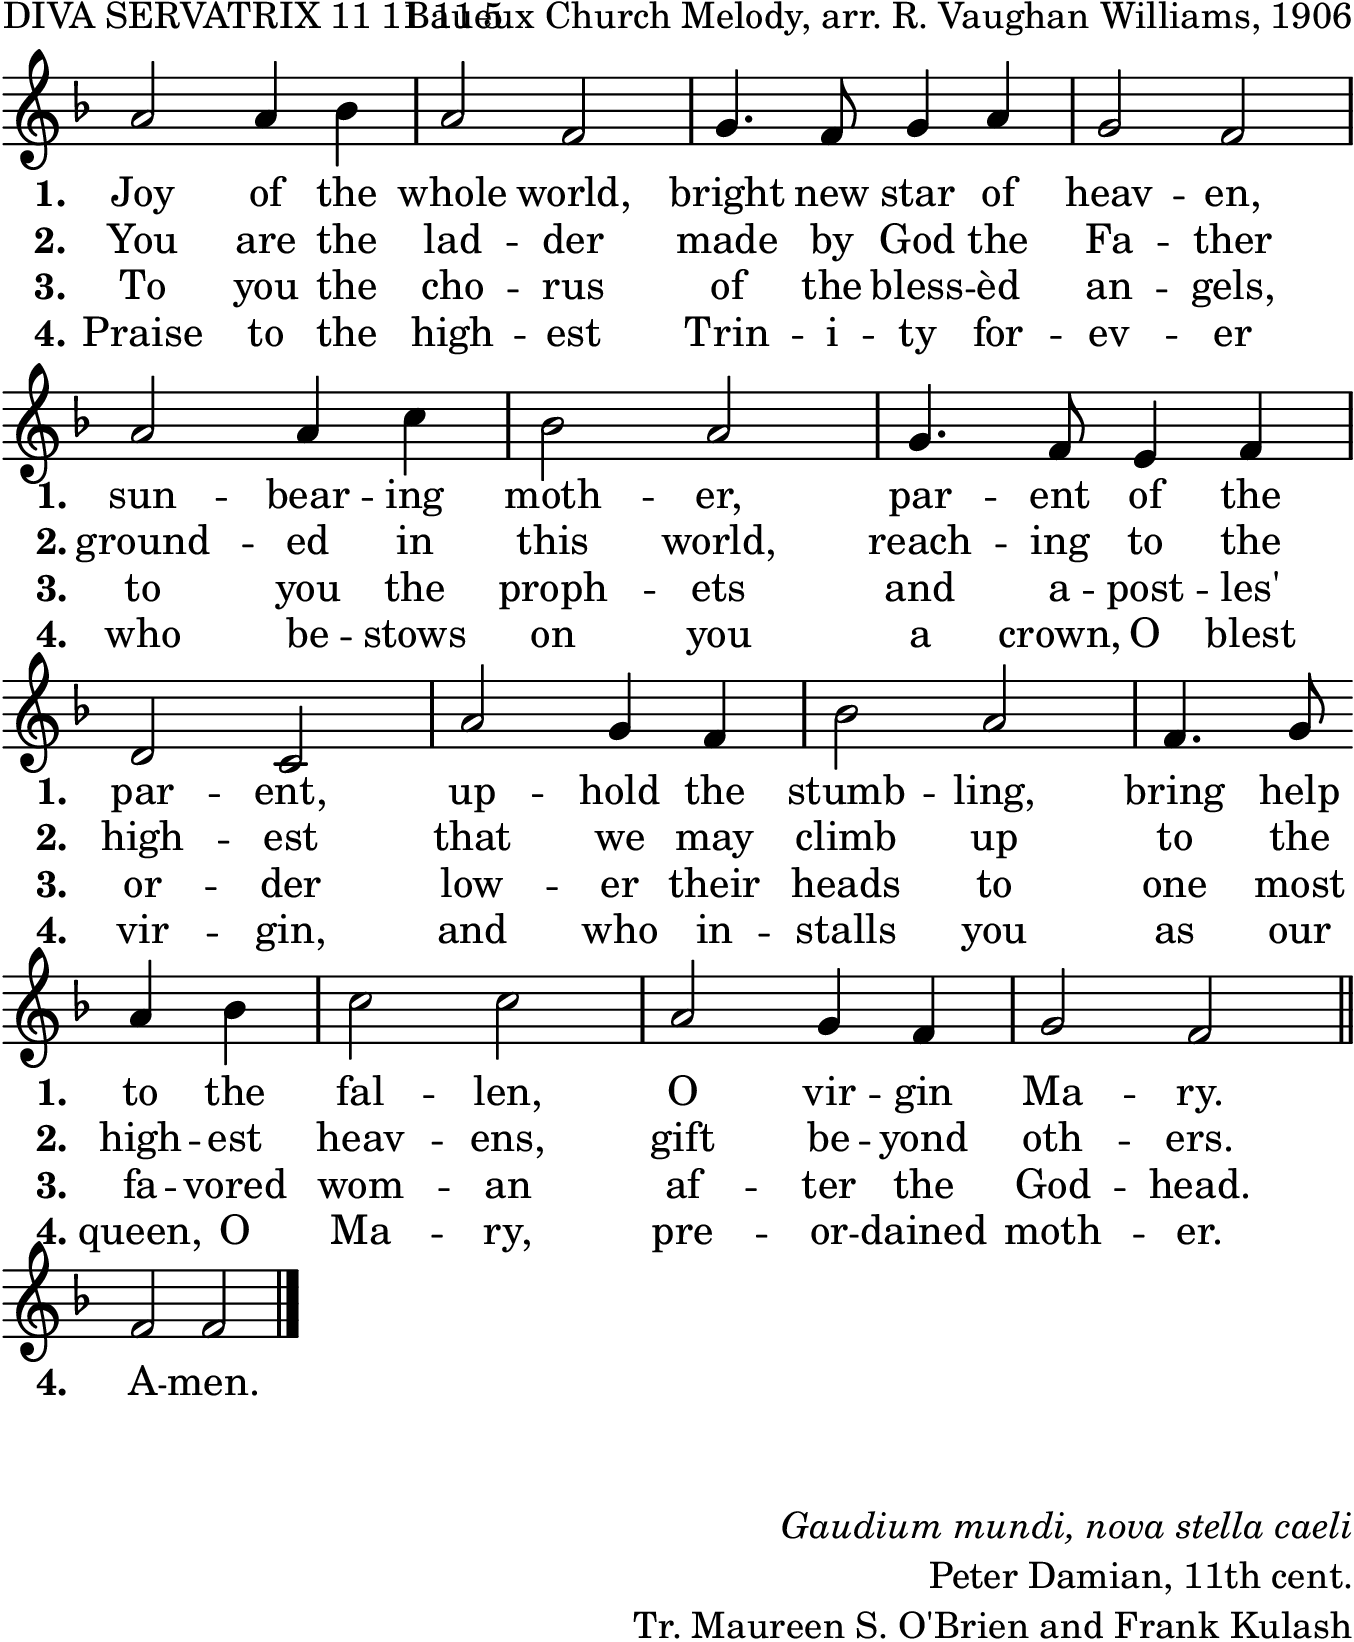 DIVA SERVATRIX 11 11 11 5 Bayeux Church Melody, arr. R. Vaughan Williams, 1906
1. Joy of the whole world, bright new star of heav -- en,
2. You are the lad -- der made by God the Fa -- ther
3. To you the cho -- rus of the bless -- èd an -- gels,
4. Praise to the high -- est Trin -- i -- ty for -- ev -- er
1. sun -- bear -- ing moth -- er, par -- ent of the
2. ground -- ed in this world, reach -- ing to the
3. to you the proph -- ets and a -- post -- les'
4. who be -- stows on you a crown, O blest
1. par -- ent, up -- hold the stumb -- ling, bring help
2. high -- est that we may climb up to the
3. or -- der low -- er their heads to one most
4. vir -- gin, and who in -- stalls you as our
1. to the fal -- len, O vir -- gin Ma -- ry.
2. high -- est heav -- ens, gift be -- yond oth -- ers.
3. fa -- vored wom -- an af -- ter the God -- head.
4. queen, O Ma -- ry, pre -- or -- dained moth -- er.
4. A -- men.
Gaudium mundi, nova stella caeli
Peter Damian, 11th cent.
Tr. Maureen S. O'Brien and Frank Kulash